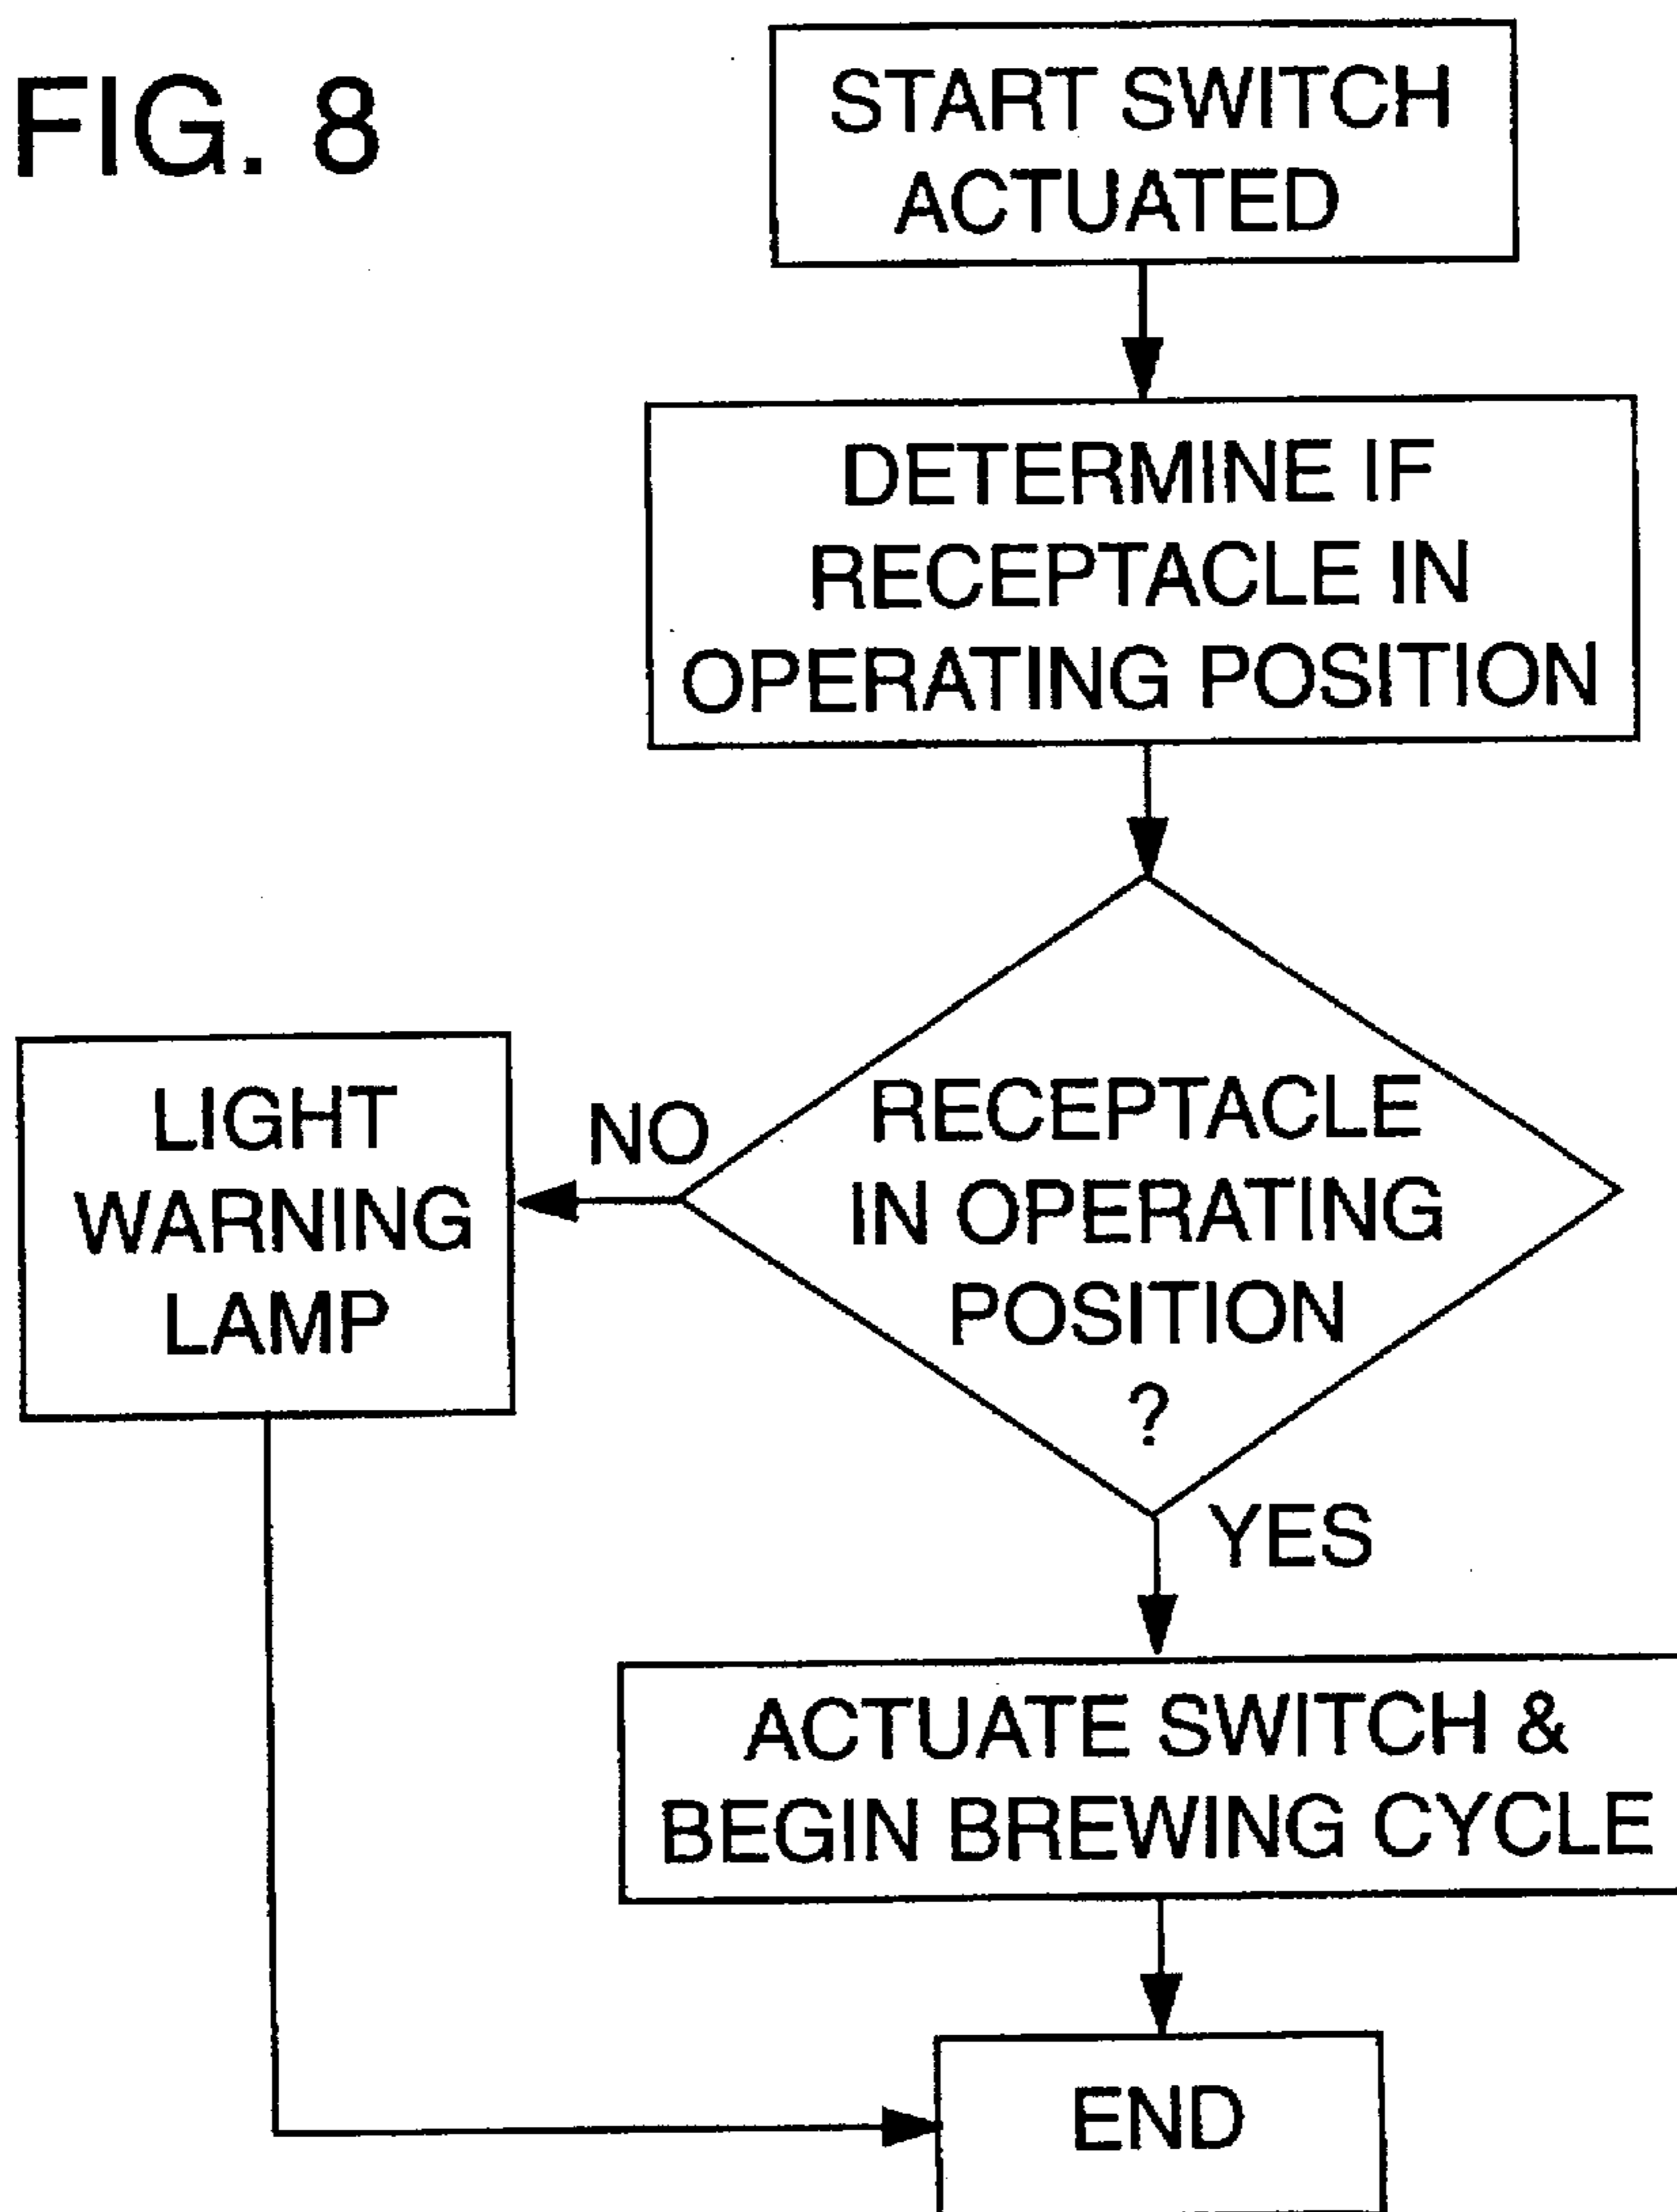 FIG. 8
START SWITCH
ACTUATED
DETERMINE IF
RECEPTACLE IN
OPERATING POSITION
RECEPTACLE
IN OPERATING
POSITION
?
NO
LIGHT
WARNING
LAMP
YES
ACTUATE SWITCH &
BEGIN BREWING CYCLE
END